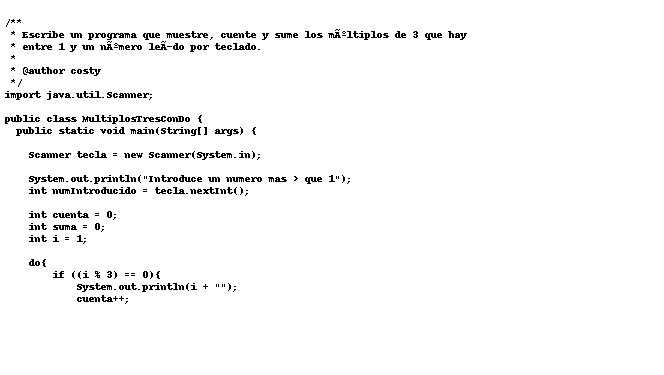 /**
 * Escribe un programa que muestre, cuente y sume los mÃºltiplos de 3 que hay
 * entre 1 y un nÃºmero leÃ­do por teclado.
 *
 * @author costy
 */
import java.util.Scanner;
public class MultiplosTresConDo {
  public static void main(String[] args) {
    Scanner tecla = new Scanner(System.in);
    System.out.println("Introduce un numero mas > que 1");
    int numIntroducido = tecla.nextInt();
    int cuenta = 0;
    int suma = 0;
    int i = 1;
    do{
        if ((i % 3) == 0){
            System.out.println(i + "");
            cuenta++;